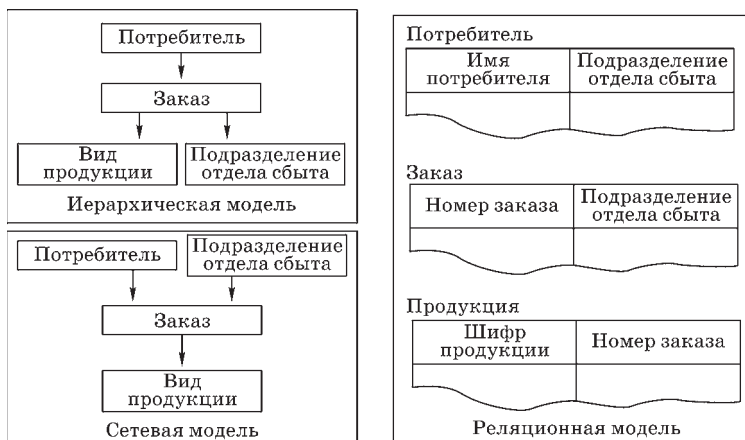 Потребитель
Заказ
Вид
продукции
Подразделение
отдела сбыта
Иерархическая модель
Потребитель
Подразделение
отдела сбыта
Заказ
Вид
продукции
Сетевая модель
Потребитель
Имя
потребителя
Подразделение
отдела сбыта
Заказ
Номер заказа
Подразделение
отдела сбыта
Продукция
Шифр
продукции
Номер заказа
Реляционная модель